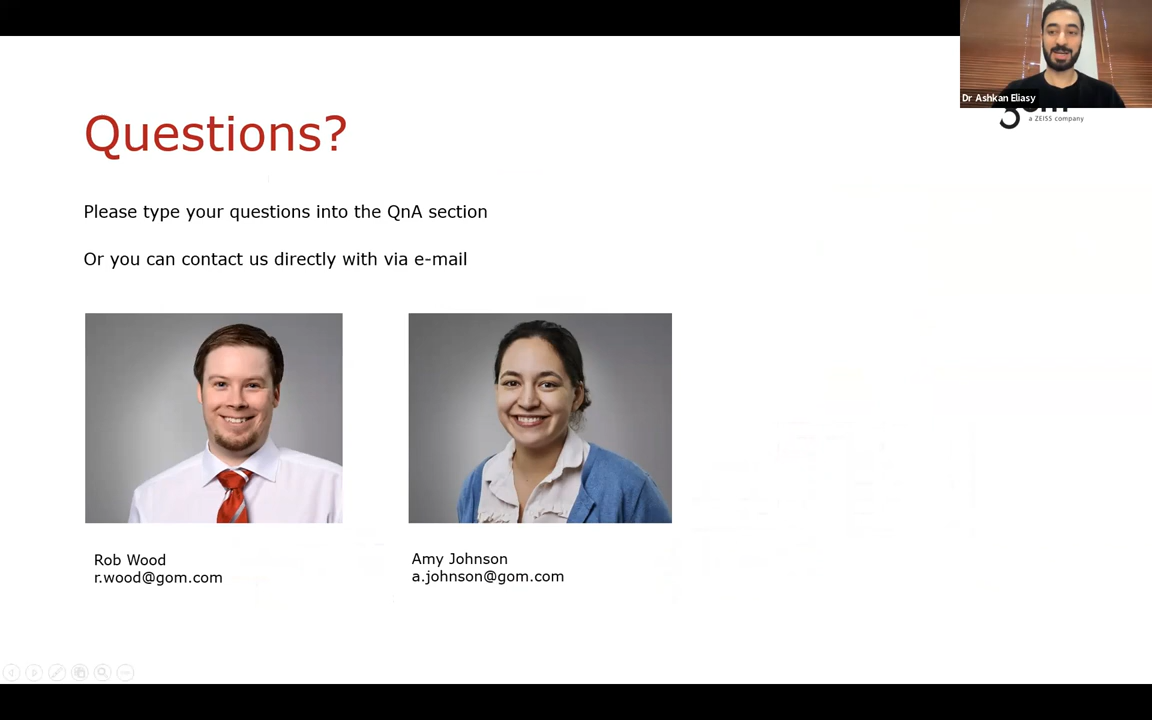 Dr Ashkan Eliasy
a ZEISS company
Questions?
Please type your questions into the QnA section
Or you can contact us directly with via e-mail
Rob Wood
r.wood@gom.com
Amy Johnson
a.johnson@gom.com